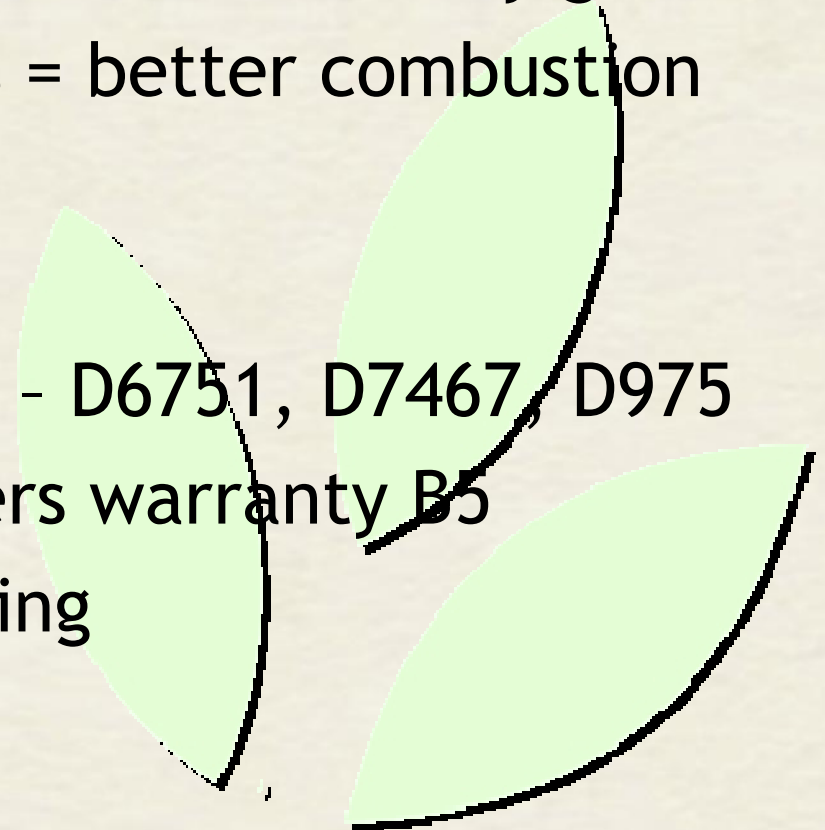 = better combustion
– D6751, D7467, D975
ers warranty B5
ing